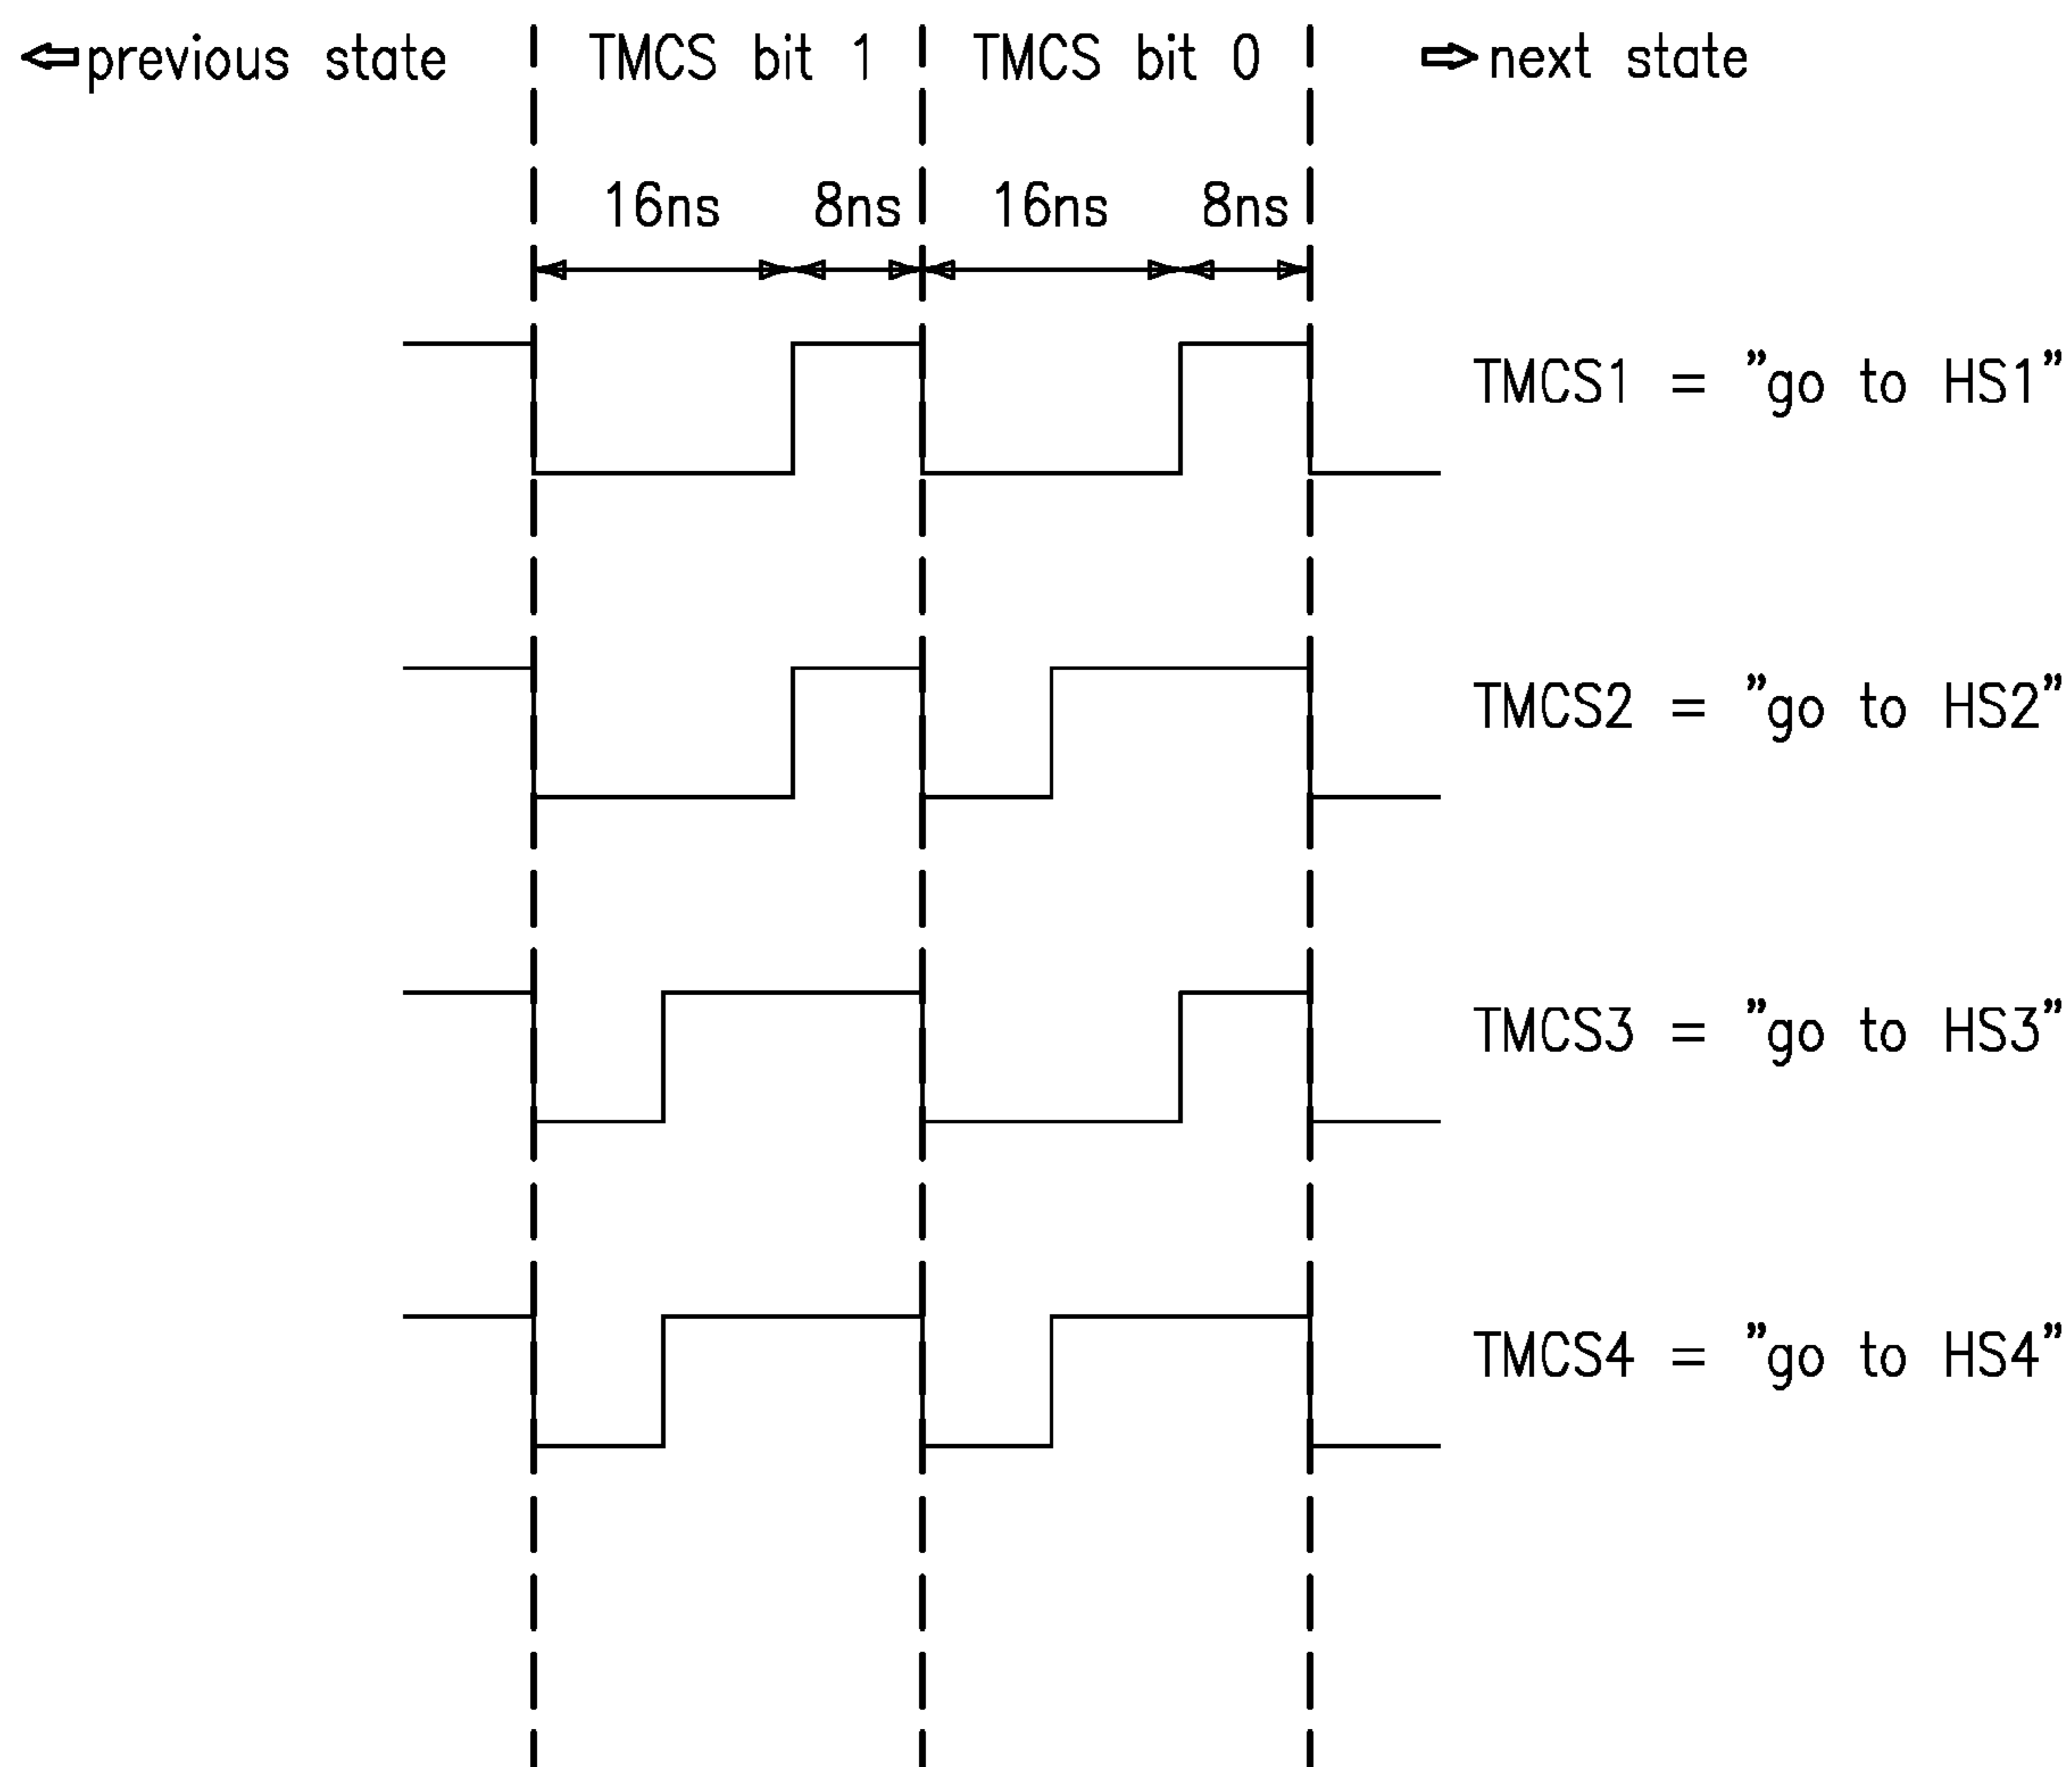 previous state TMCS bit 1 TMCS bit 0 next state
16ns 8ns 16ns 8ns
TMCS1 = "go to HS1"
TMCS2 = "go to HS2"
TMCS3 = "go to HS3"
TMCS4 = "go to HS4"